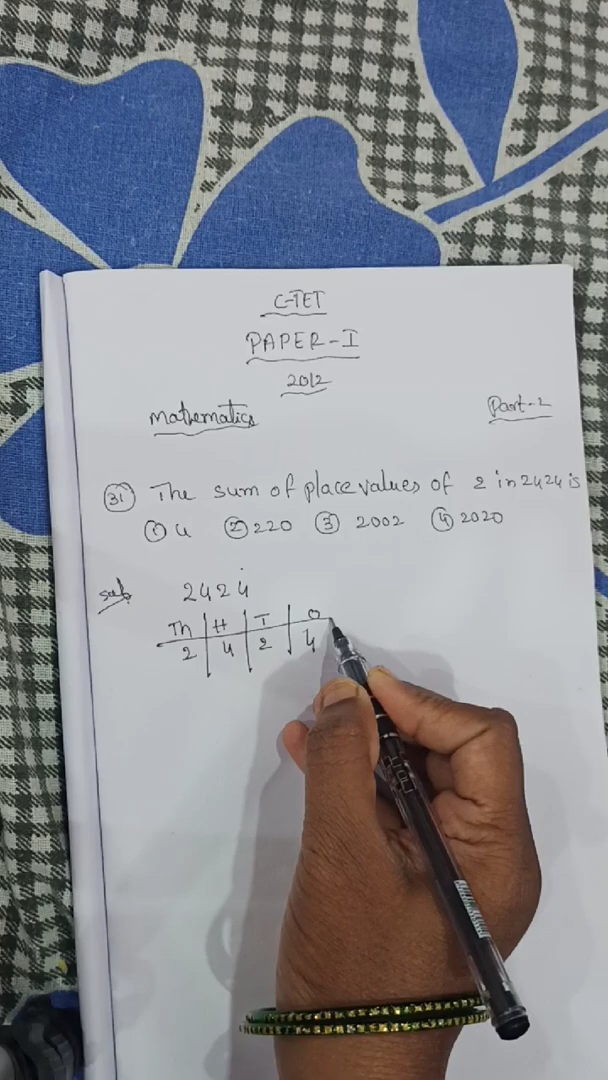 C-TET
PAPER-I
2012
Mathematics Part-2
31 The sum of place values of 2 in 2424 is
1 4 2 220 3 2002 4 2020
2424
Th H T O
2 4 2 4